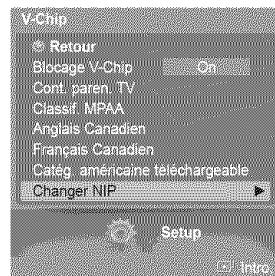 V-Chip
Retour
Blocage V-Chip On
Cont. paren. TV
Classif. MPAA
Anglais Canadien
Français Canadien
Catég. américaine téléchargeable
Changer NIP
Setup
Intro